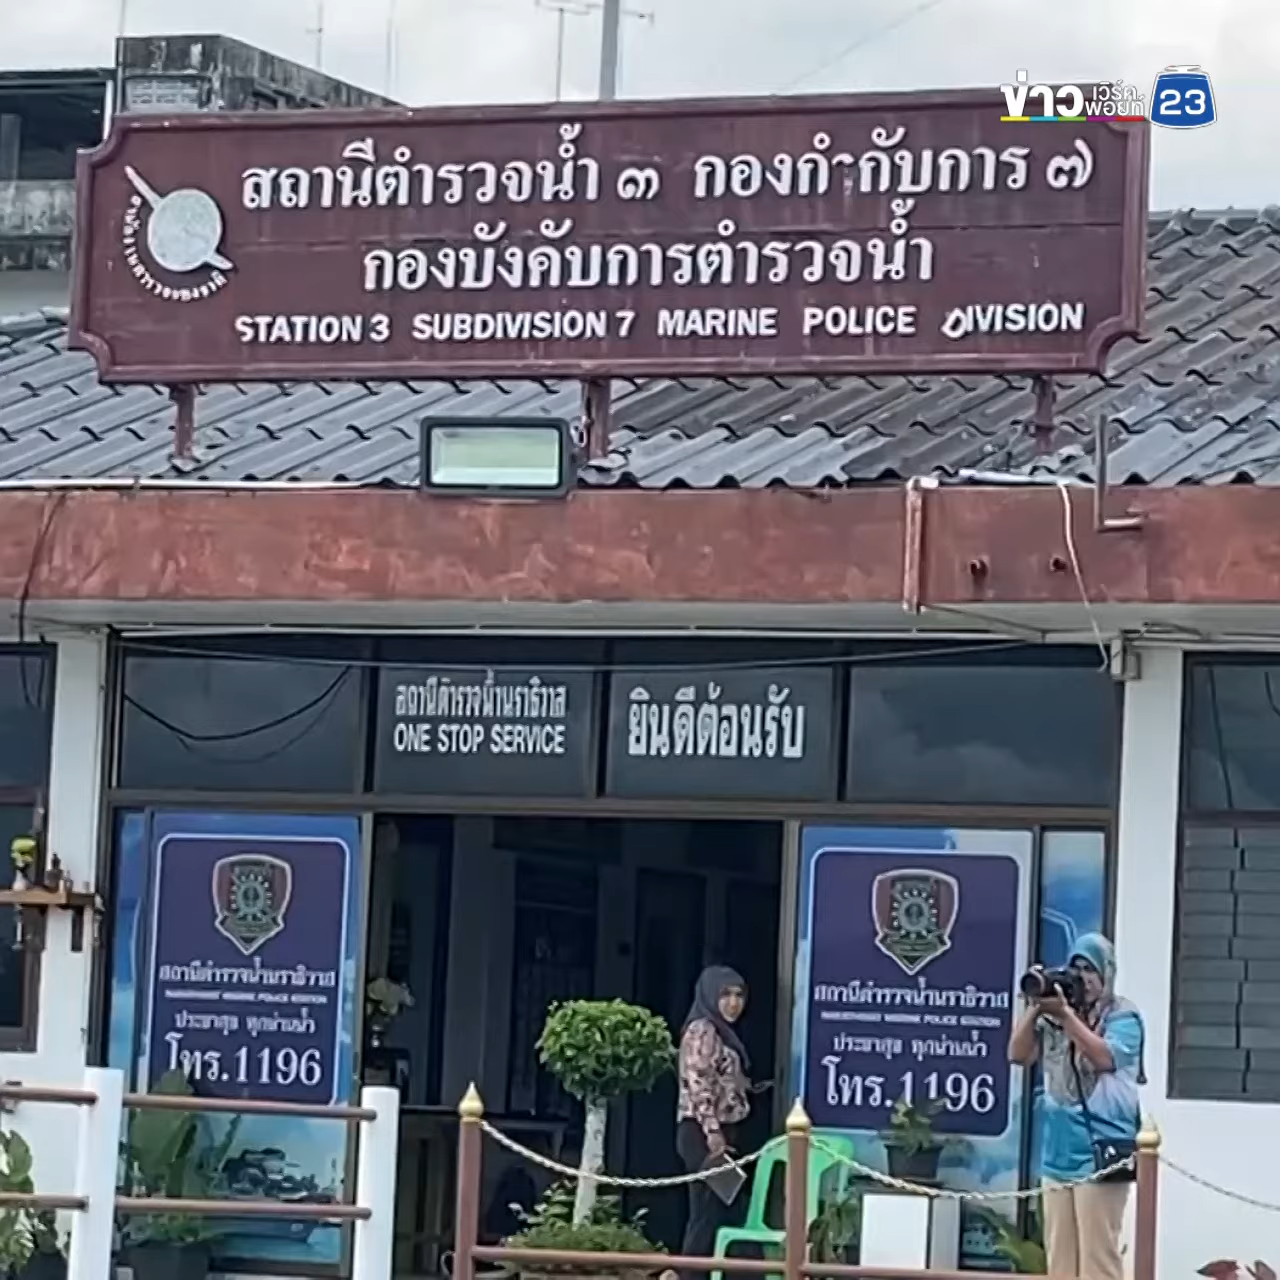 ข่าว เวิร์คพอยท์ 23
สถานีตำรวจน้ำ ๓ กองกำกับการ ๗
กองบังคับการตำรวจน้ำ
STATION 3 SUBDIVISION 7 MARINE POLICE DIVISION
สถานีตำรวจน้ำนราธิวาส
ONE STOP SERVICE
ยินดีต้อนรับ
สถานีตำรวจน้ำนราธิวาส
NARATHIWAT MARINE POLICE STATION
ประชาสุข ทุกน่านน้ำ
โทร.1196
สถานีตำรวจน้ำนราธิวาส
NARATHIWAT MARINE POLICE STATION
ประชาสุข ทุกน่านน้ำ
โทร.1196